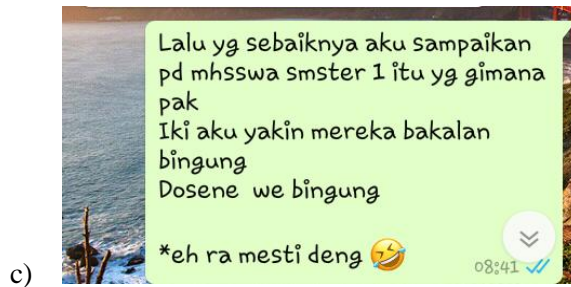 Lalu yg sebaiknya aku sampaikan
pd mhsswa smster 1 itu yg gimana
pak
Iki aku yakin mereka bakalan
bingung
Dosene we bingung
*eh ra mesti deng 🤣
08:41
c)